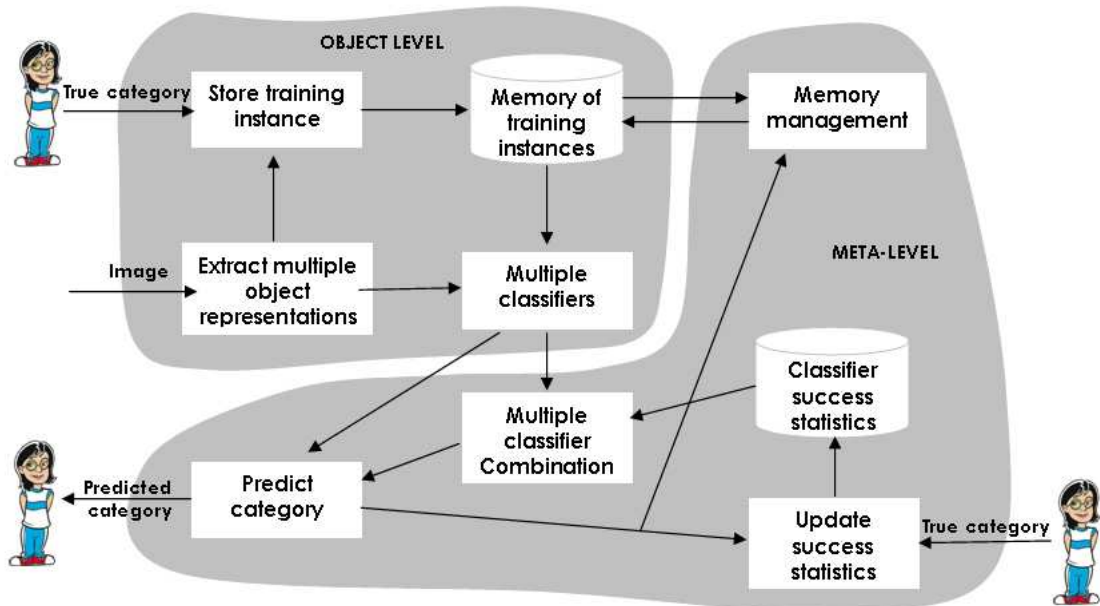 OBJECT LEVEL
True category
Store training
instance
Memory of
training
instances
Memory
management
Image
Extract multiple
object
representations
Multiple
classifiers
META-LEVEL
Classifier
success
statistics
Multiple
classifier
Combination
Predicted
category
Predict
category
Update
success
statistics
True category